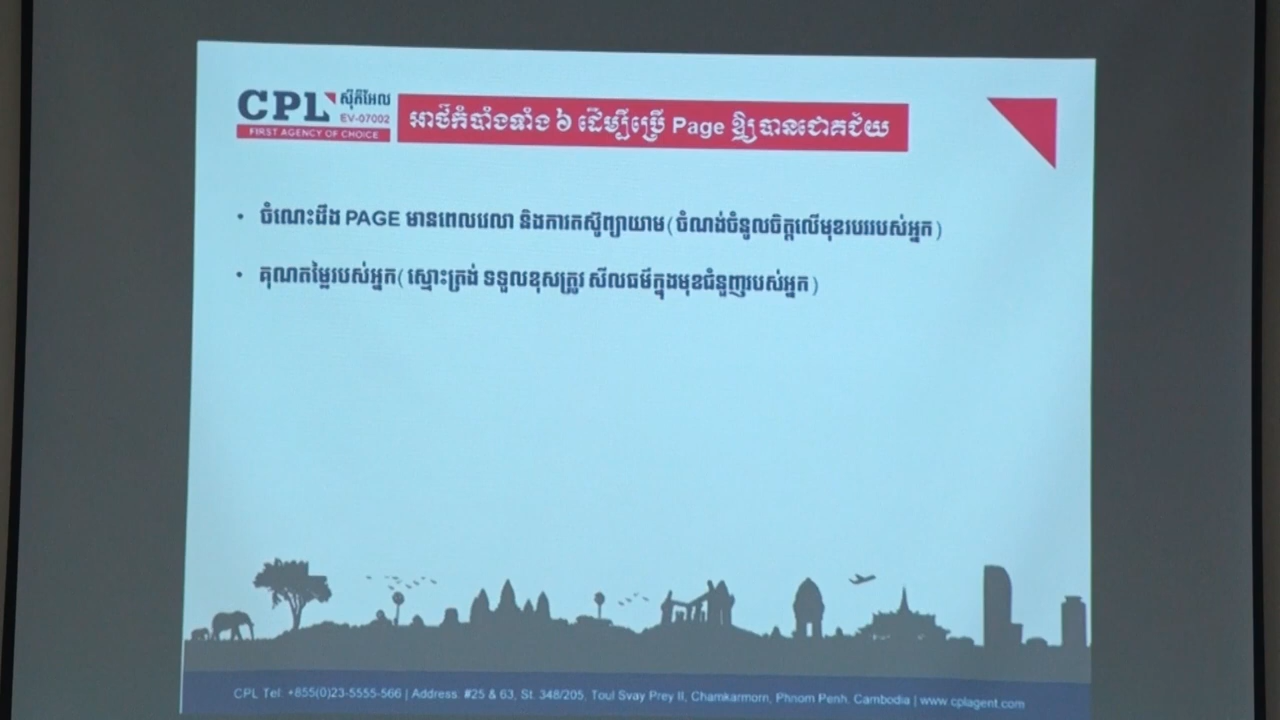 CPL ស៊ីភីអែល
EV-07002
FIRST AGENCY OF CHOICE
អាថ៌កំបាំងទាំង ៦ ដើម្បីប្រើ Page ឱ្យបានជោគជ័យ
• ចំណេះដឹង PAGE មានពេលវេលា និងការតស៊ូព្យាយាម(ចំណង់ចំនូលចិត្តលើមុខរបររបស់អ្នក)
• គុណតម្លៃរបស់អ្នក(ស្មោះត្រង់ ទទួលខុសត្រូវ សីលធម៌ក្នុងមុខជំនួញរបស់អ្នក)
CPL Tel: +855(0)23-5555-566 | Address: #25 & 63, St. 348/205, Toul Svay Prey II, Chamkarmorn, Phnom Penh, Cambodia | www.cplagent.com